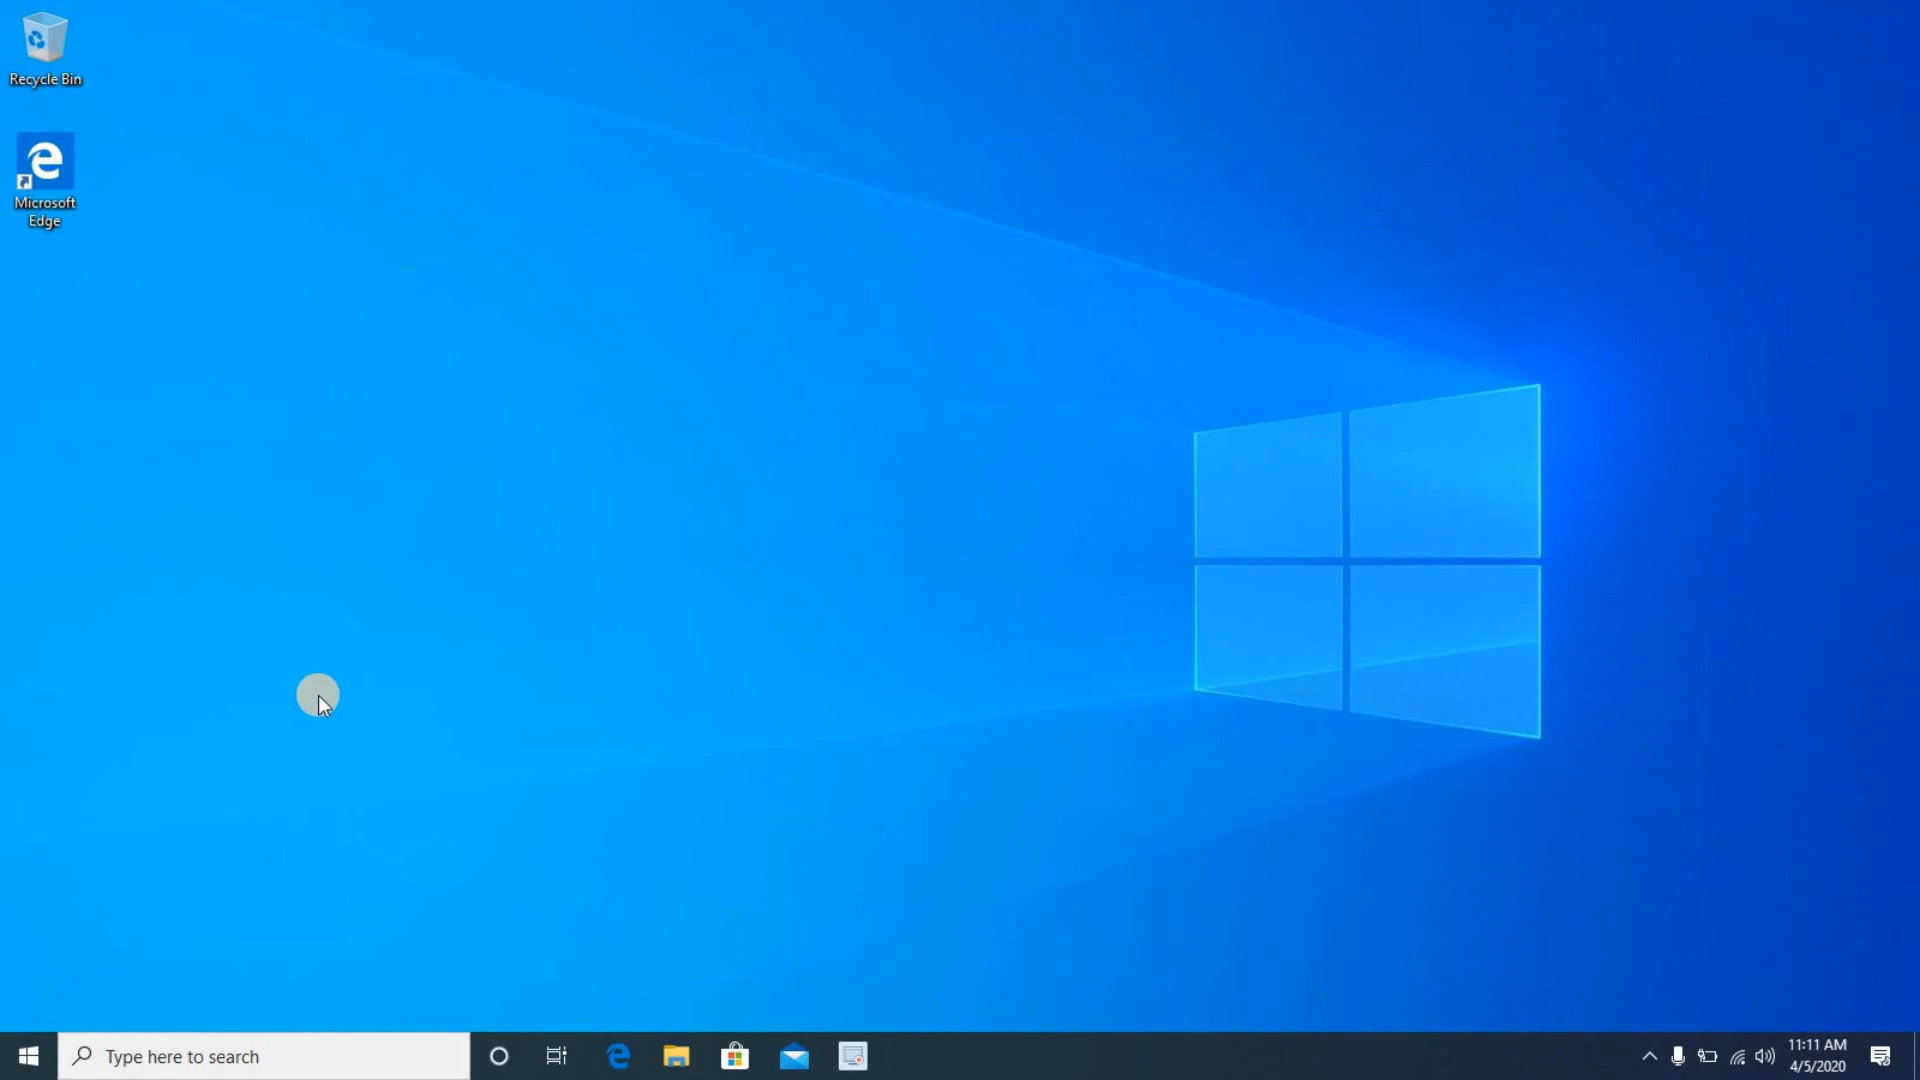 Recycle Bin
Microsoft
Edge
Type here to search
11:11 AM
4/5/2020